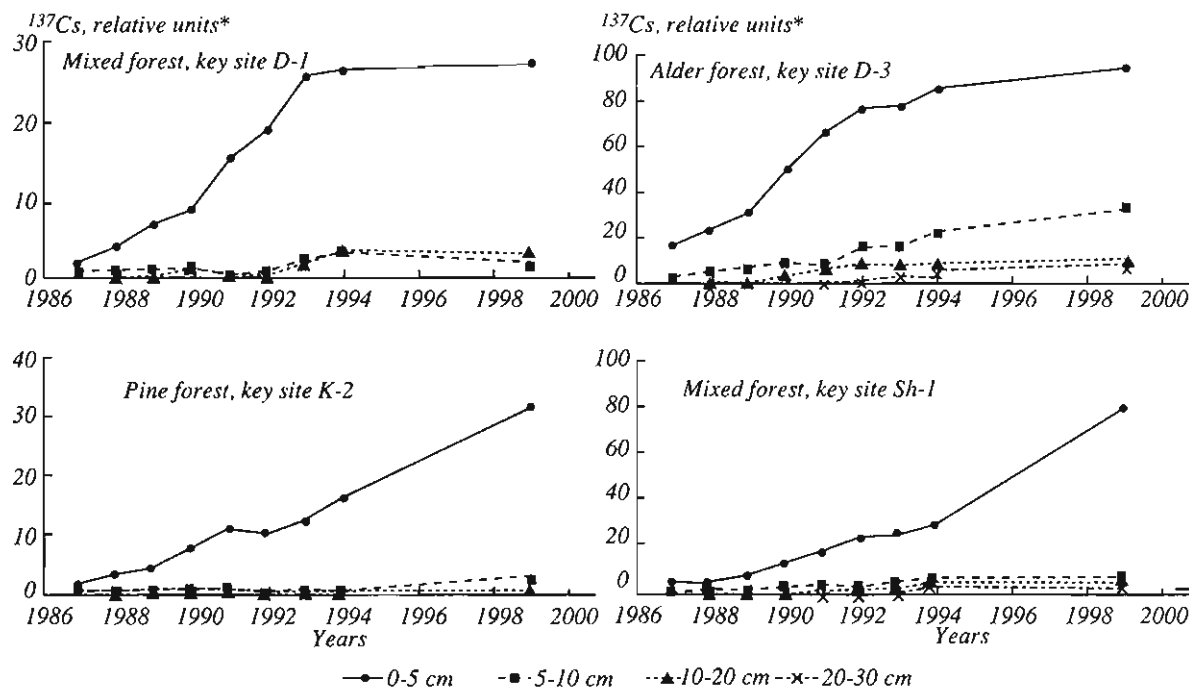 137Cs, relative units*
30
Mixed forest, key site D-1
20
10
0
1986 1988 1990 1992 1994 1996 1998 2000
137Cs, relative units*
100
Alder forest, key site D-3
80
60
40
20
0
1986 1988 1990 1992 1994 1996 1998 2000
40
Pine forest, key site K-2
30
20
10
0
1986 1988 1990 1992 1994 1996 1998 2000
Years
100
Mixed forest, key site Sh-1
80
60
40
20
0
1986 1988 1990 1992 1994 1996 1998 2000
Years
0-5 cm 5-10 cm 10-20 cm 20-30 cm